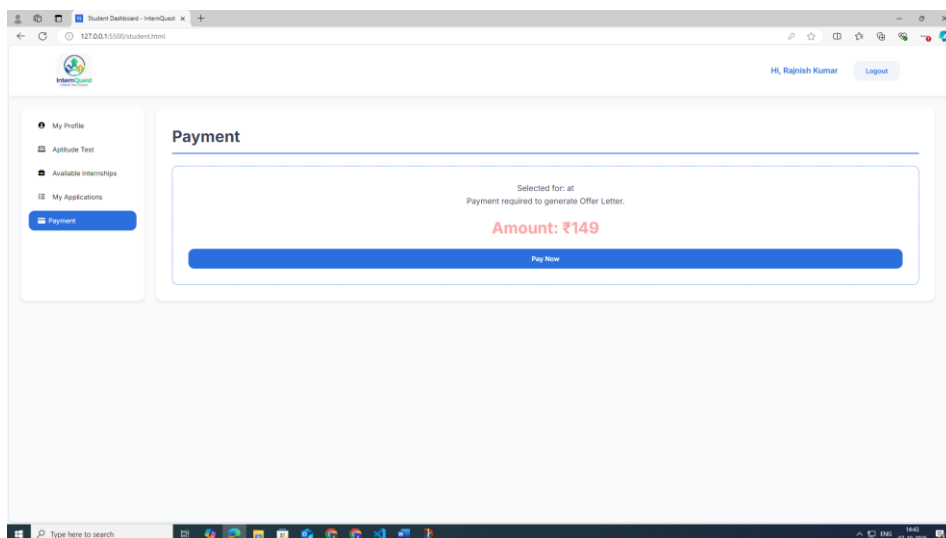 Student Dashboard - InternQuest
127.0.0.1:5500/student.html
InternQuest
Hi, Rajnish Kumar
Logout
My Profile
Aptitude Test
Available Internships
My Applications
Payment
Payment
Selected for: at
Payment required to generate Offer Letter.
Amount: ₹149
Pay Now
Type here to search
ENG
14:43